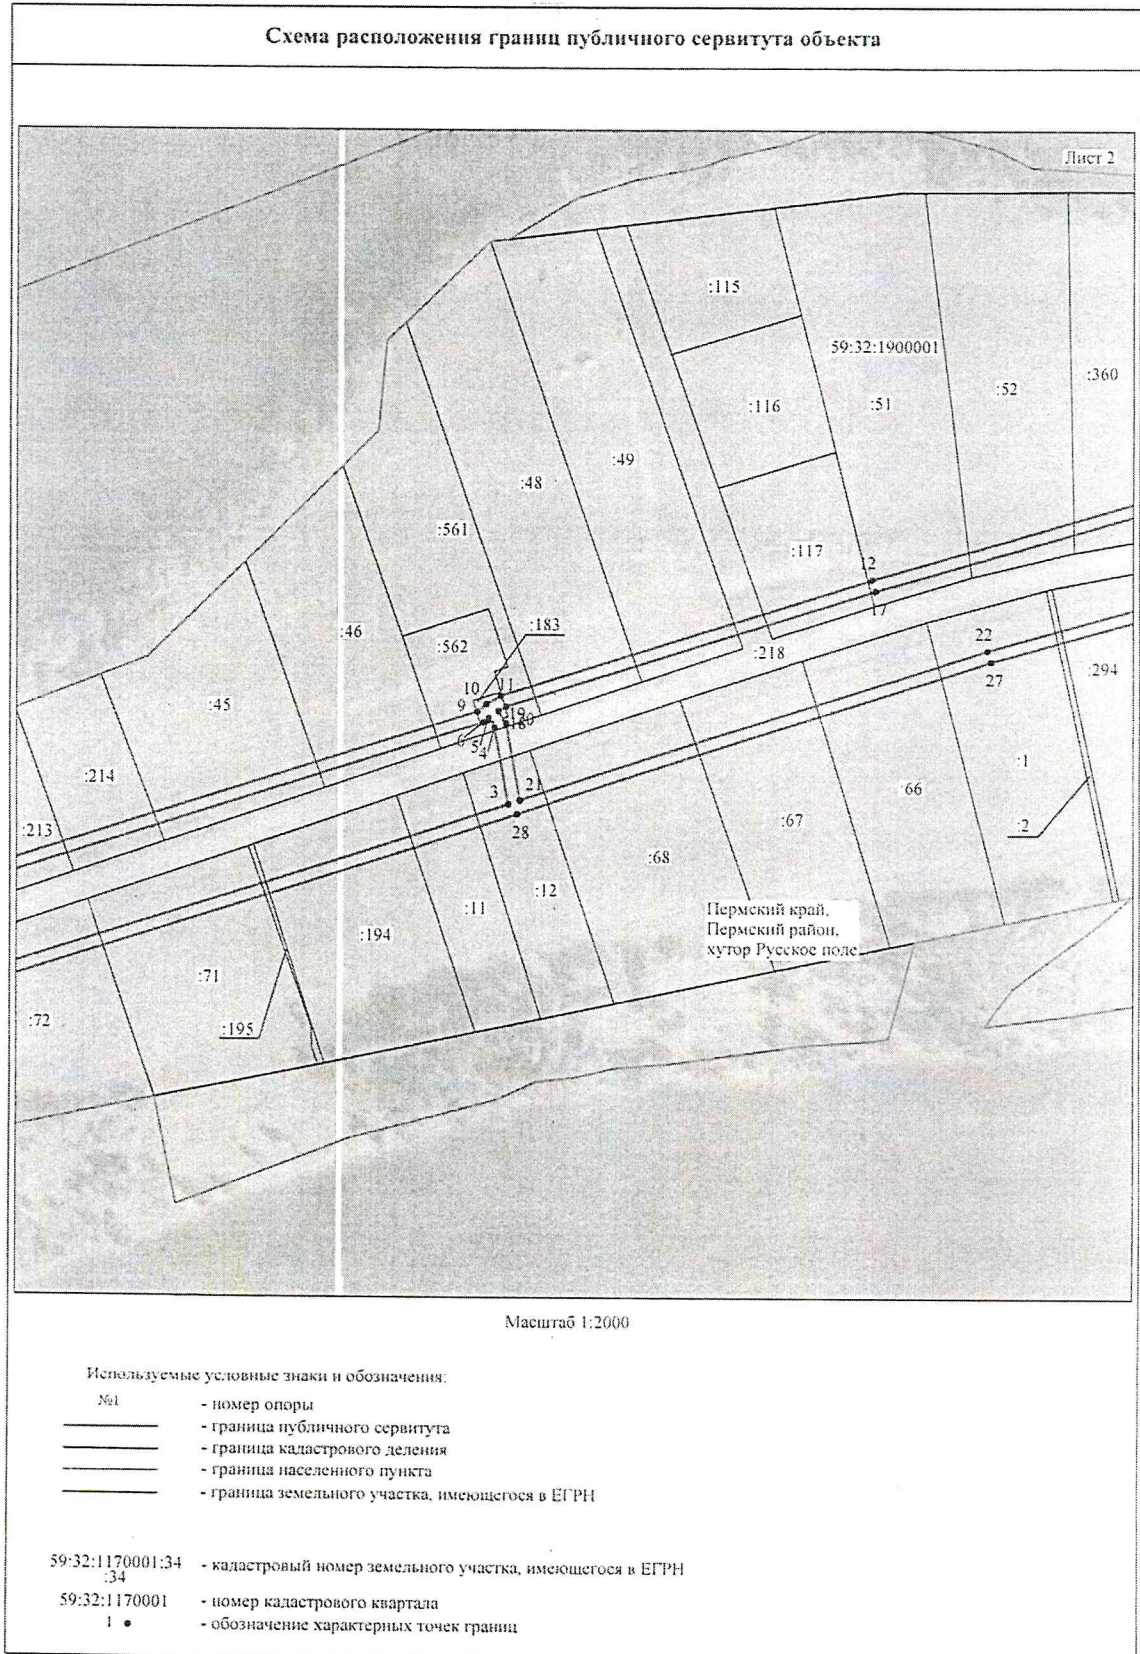 Схема расположения границ публичного сервитута объекта
Лист 2
:115
59:32:1900001
:360
:52
:116
:51
:49
:48
:561
:117
12
17
:46
:183
:562
:218
22
27
:294
10
11
9
:45
6
5
4
19
:214
3
21
28
:1
:66
:67
:2
:213
:68
:12
:11
:194
Пермский край,
Пермский район,
хутор Русское поле
:71
:72
:195
Масштаб 1:2000
Используемые условные знаки и обозначения:
№1 - номер опоры
- граница публичного сервитута
- граница кадастрового деления
- граница населенного пункта
- граница земельного участка, имеющегося в ЕГРН
59:32:1170001:34 - кадастровый номер земельного участка, имеющегося в ЕГРН
:34
59:32:1170001 - номер кадастрового квартала
1 - обозначение характерных точек границ